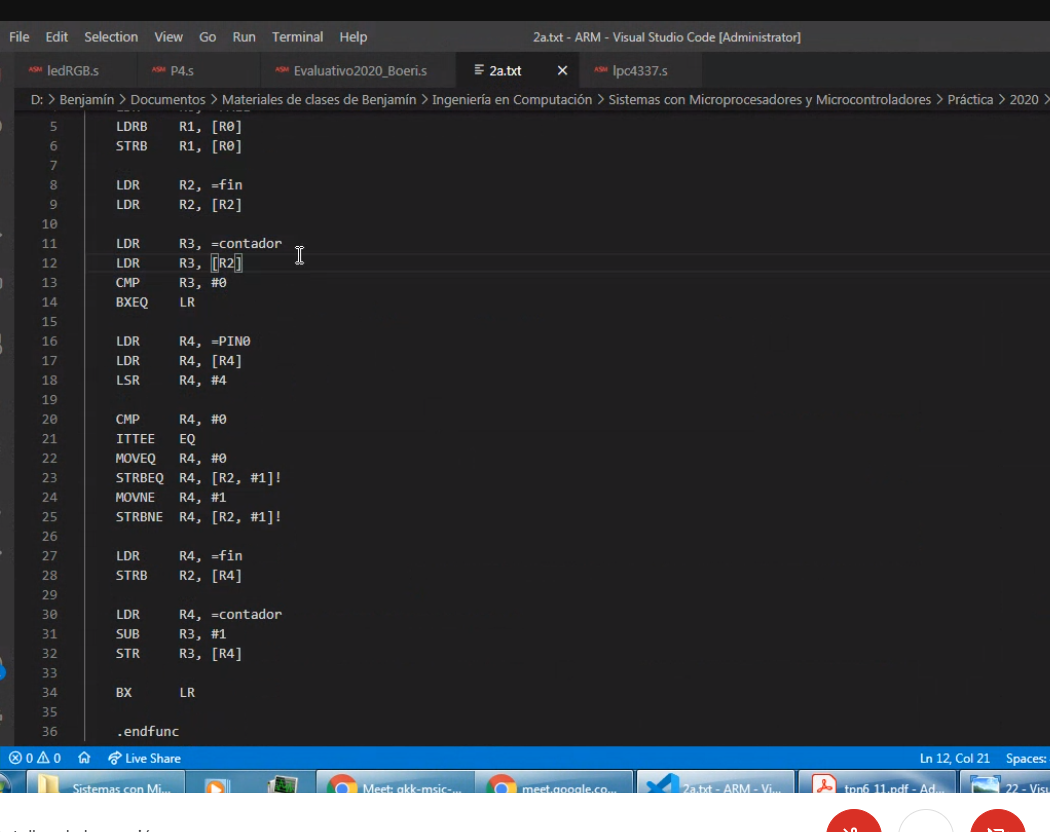 File Edit Selection View Go Run Terminal Help 2a.txt - ARM - Visual Studio Code [Administrator]
ASM ledRGB.s ASM P4.s ASM Evaluativo2020_Boeri.s 2a.txt ASM lpc4337.s
D: > Benjamín > Documentos > Materiales de clases de Benjamín > Ingeniería en Computación > Sistemas con Microprocesadores y Microcontroladores > Práctica > 2020 >
5 LDRB R1, [R0]
6 STRB R1, [R0]
7
8 LDR R2, =fin
9 LDR R2, [R2]
10
11 LDR R3, =contador
12 LDR R3, [R2]
13 CMP R3, #0
14 BXEQ LR
15
16 LDR R4, =PIN0
17 LDR R4, [R4]
18 LSR R4, #4
19
20 CMP R4, #0
21 ITTEE EQ
22 MOVEQ R4, #0
23 STRBEQ R4, [R2, #1]!
24 MOVNE R4, #1
25 STRBNE R4, [R2, #1]!
26
27 LDR R4, =fin
28 STRB R2, [R4]
29
30 LDR R4, =contador
31 SUB R3, #1
32 STR R3, [R4]
33
34 BX LR
35
36 .endfunc
0 0 Live Share Ln 12, Col 21 Spaces:
Sistemas con Mi... Meet: gkk-msic-... meet.google.co... 2a.txt - ARM - Vi... tpn6_11.pdf - Ad... 22 - Visu